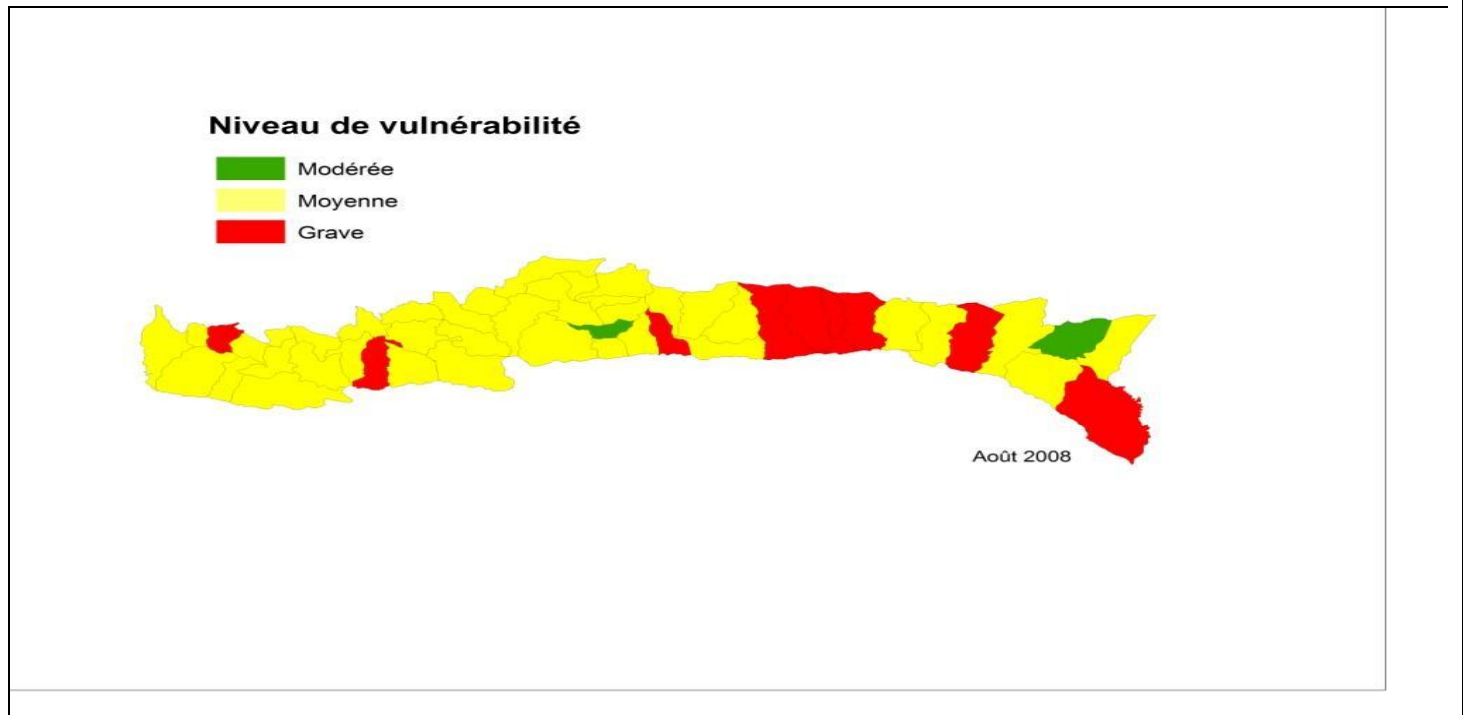 Niveau de vulnérabilité
Modérée
Moyenne
Grave
Août 2008